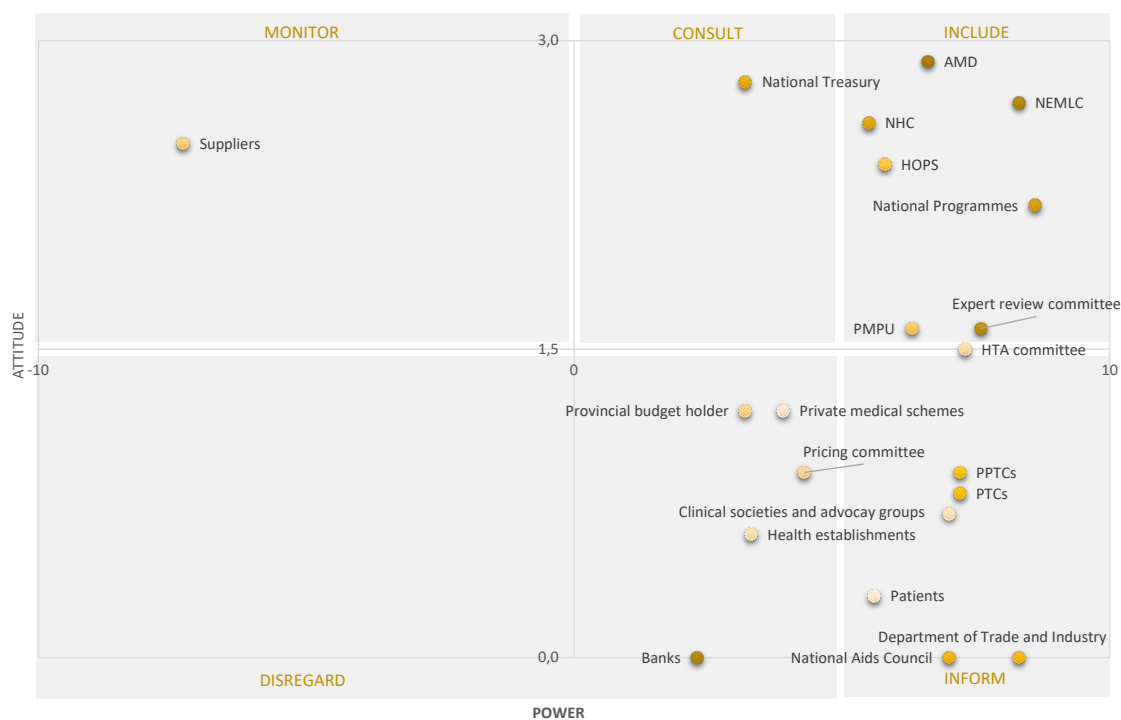 MONITOR
CONSULT
INCLUDE
3,0
AMD
National Treasury
NEMLC
NHC
Suppliers
HOPS
National Programmes
Expert review committee
PMPU
ATTITUDE
1,5
HTA committee
-10
0
10
Provincial budget holder
Private medical schemes
Pricing committee
PPTCs
PTCs
Clinical societies and advocay groups
Health establishments
Patients
Department of Trade and Industry
0,0
Banks
National Aids Council
DISREGARD
INFORM
POWER